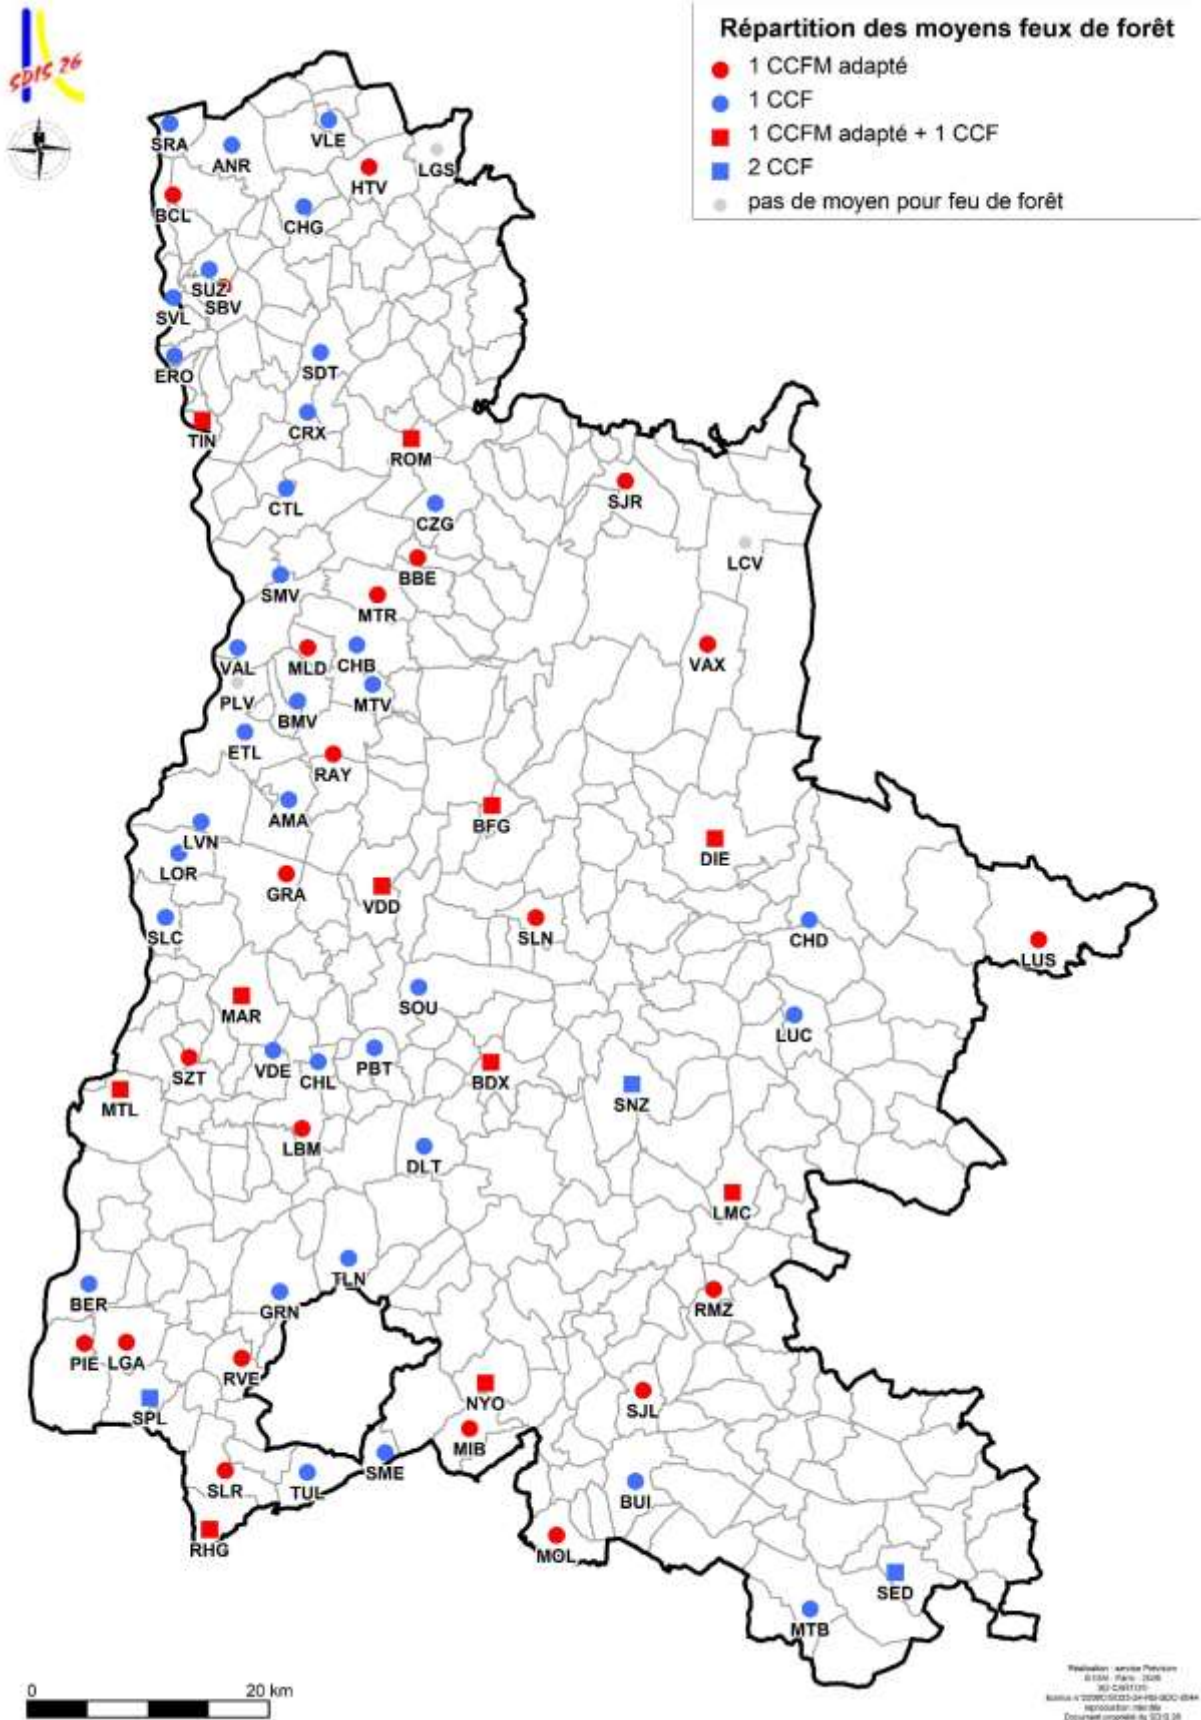 SDIS 26
N
Répartition des moyens feux de forêt
1 CCFM adapté
1 CCF
1 CCFM adapté + 1 CCF
2 CCF
pas de moyen pour feu de forêt
SRA
ANR
VLE
HTV
LGS
BCL
CHG
SUZ
SBV
SVL
ERO
SDT
TIN
CRX
ROM
CTL
CZG
SJR
BBE
LCV
SMV
MTR
VAL
MLD
CHB
VAX
PLV
BMV
MTV
ETL
RAY
AMA
BFG
LVN
DIE
LOR
GRA
VDD
SLC
SLN
CHD
LUS
MAR
SOU
LUC
SZT
VDE
CHL
PBT
BDX
MTL
SNZ
LBM
DLT
LMC
TLN
BER
GRN
RMZ
PIE
LGA
RVE
NYO
SJL
SPL
MIB
SME
SLR
TUL
BUI
RHG
MOL
SED
MTB
0 20 km
Réalisation : service Prévision